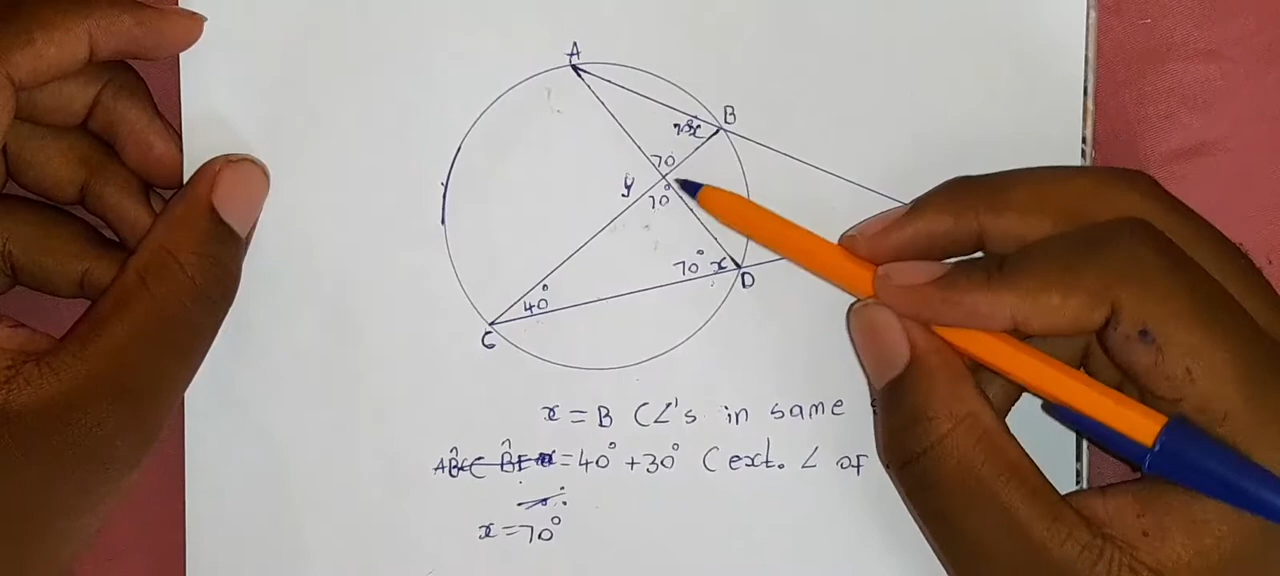 A
B
x
70
y
70°
70° x
D
40°
C
x = B (∠'s in same
= 40° + 30° (ext. ∠ of
x = 70°